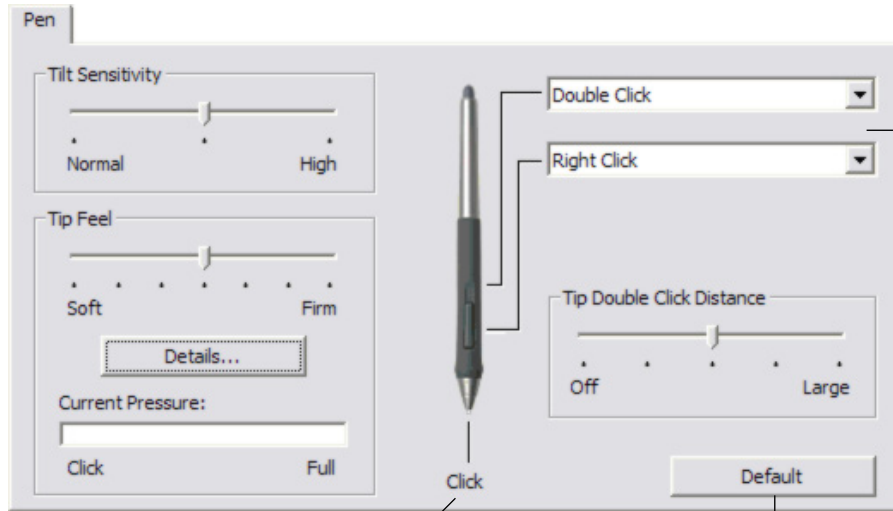 Pen
Tilt Sensitivity
Normal High
Tip Feel
Soft Firm
Details...
Current Pressure:
Click Full
Click
Double Click
Right Click
Tip Double Click Distance
Off Large
Default